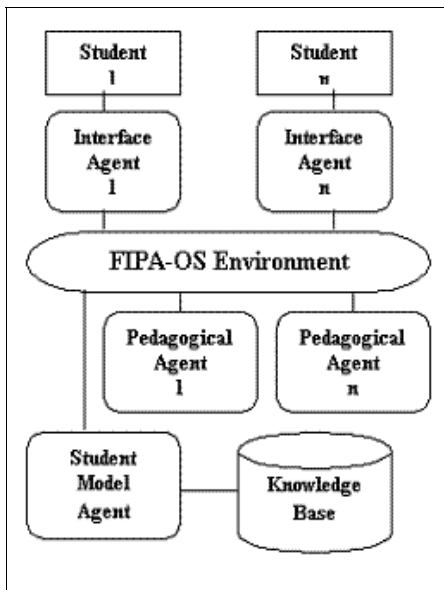 Student
1
Student
n
Interface
Agent
1
Interface
Agent
n
FIPA-OS Environment
Pedagogical
Agent
1
Pedagogical
Agent
n
Student
Model
Agent
Knowledge
Base